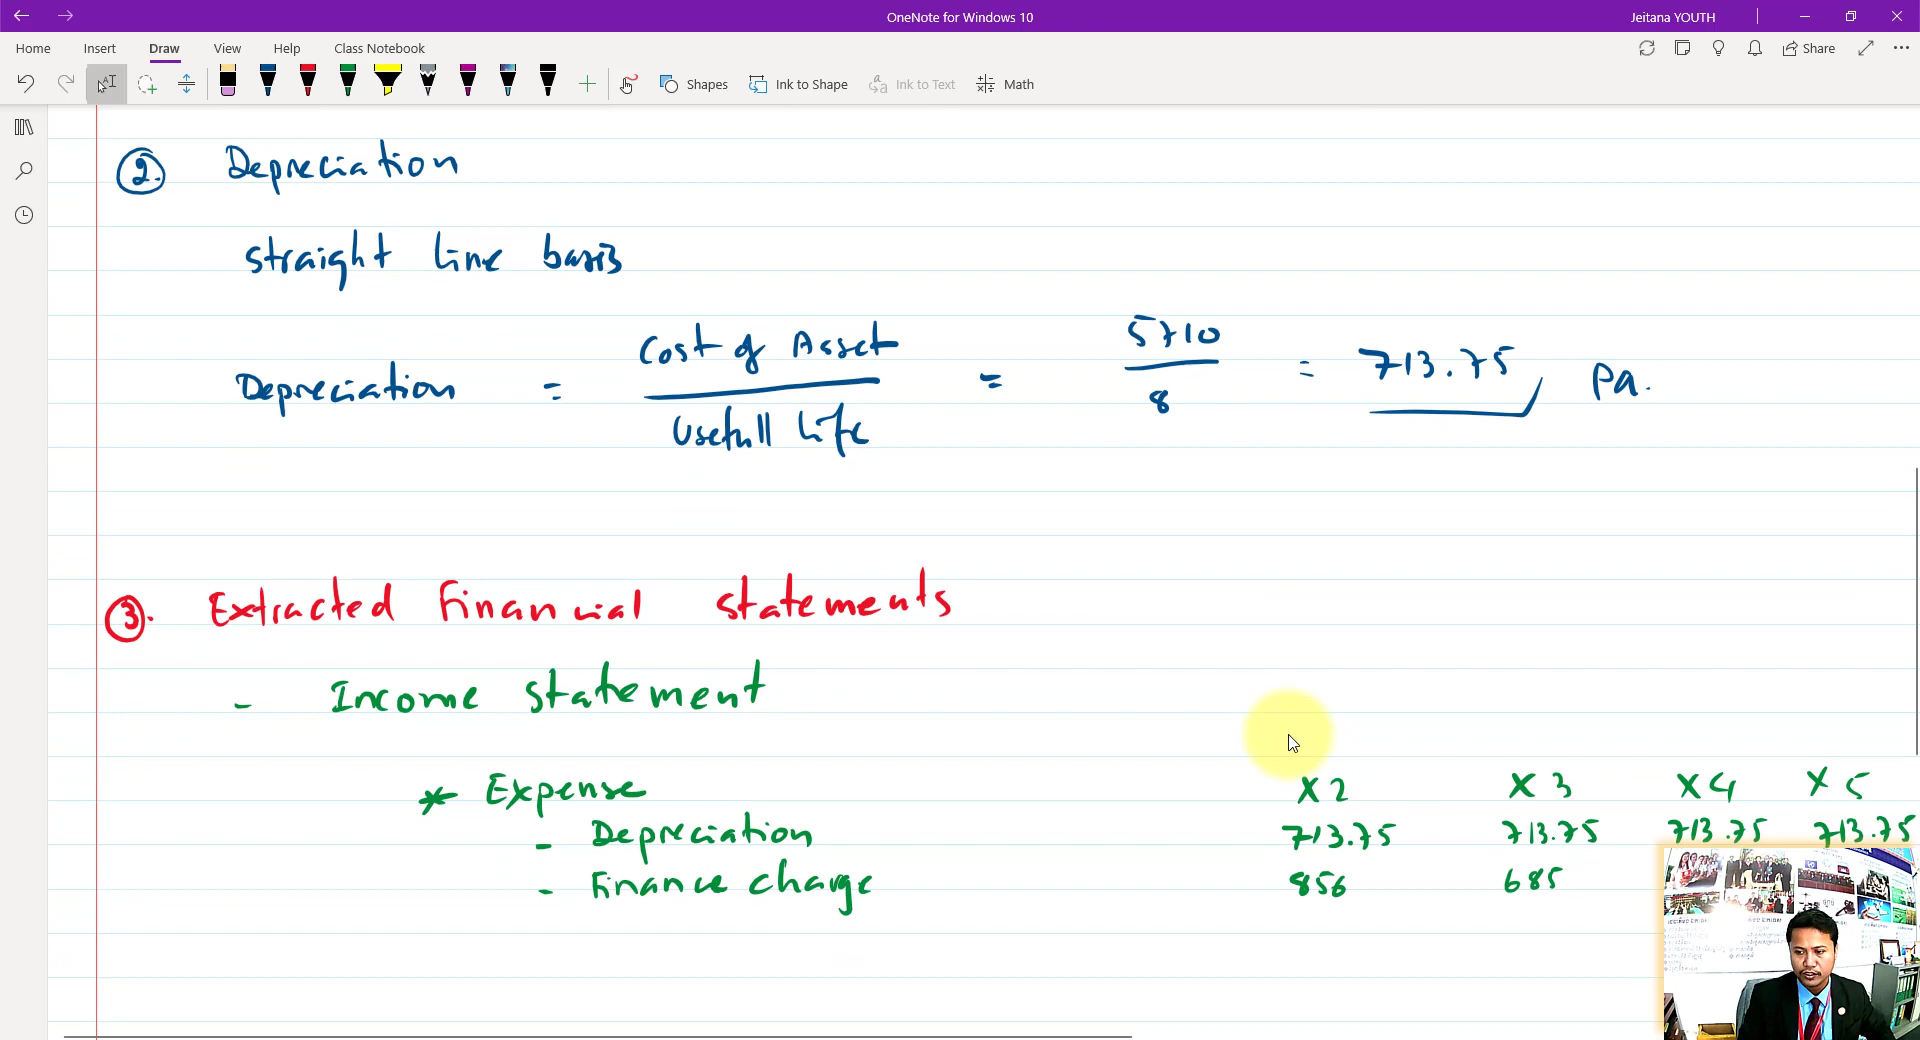 OneNote for Windows 10
Jeitana YOUTH
Home Insert Draw View Help Class Notebook
Share
Shapes Ink to Shape Ink to Text Math
2. Depreciation
straight line basis
Depreciation = Cost of Asset / Usefull Life = 5710 / 8 = 713.75 pa.
3. Extracted Financial statements
- Income statement
* Expense X2 X3 X4 X5
- Depreciation 713.75 713.75 713.75 713.75
- Finance charge 856 685